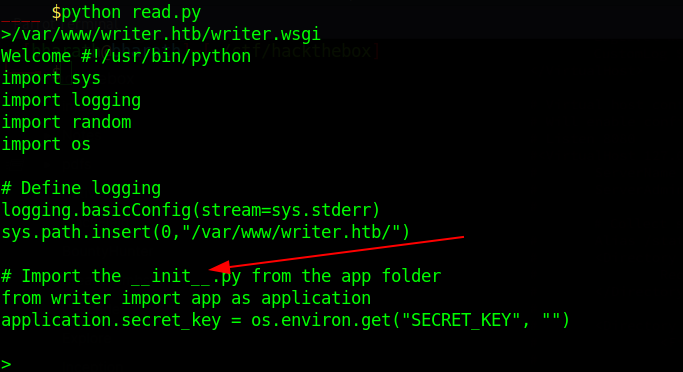 ____ $python read.py
>/var/www/writer.htb/writer.wsgi
Welcome #!/usr/bin/python
import sys
import logging
import random
import os

# Define logging
logging.basicConfig(stream=sys.stderr)
sys.path.insert(0,"/var/www/writer.htb/")

# Import the __init__.py from the app folder
from writer import app as application
application.secret_key = os.environ.get("SECRET_KEY", "")

>